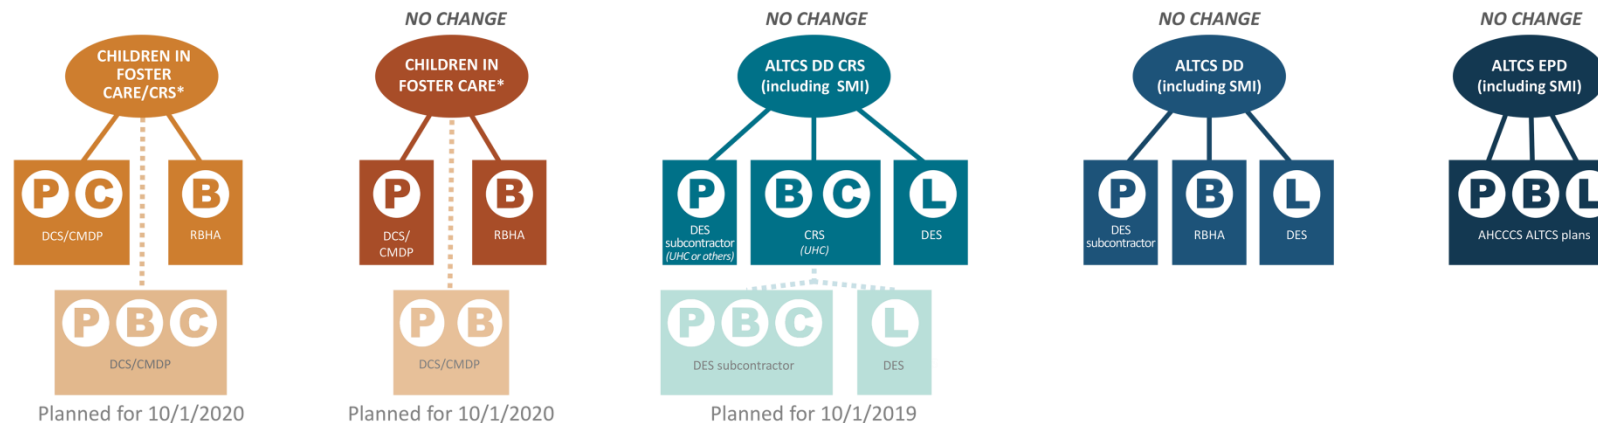 NO CHANGE
NO CHANGE
NO CHANGE
NO CHANGE
CHILDREN IN
FOSTER
CARE/CRS*
CHILDREN IN
FOSTER CARE*
ALTCS DD CRS
(including SMI)
ALTCS DD
(including SMI)
ALTCS EPD
(including SMI)
P C
DCS/CMDP
B
RBHA
P
DCS/
CMDP
B
RBHA
P
DES
subcontractor
(UHC or others)
B C
CRS
(UHC)
L
DES
P
DES
subcontractor
B
RBHA
L
DES
P B L
AHCCCS ALTCS plans
P B C
DCS/CMDP
P B
DCS/CMDP
P B C
DES subcontractor
L
DES
Planned for 10/1/2020
Planned for 10/1/2020
Planned for 10/1/2019